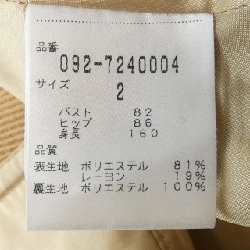 品番
092-7240004
サイズ
2
バスト 82
ヒップ 86
身長 160
品質
表生地 ポリエステル 81%
レーヨン 19%
裏生地 ポリエステル 100%